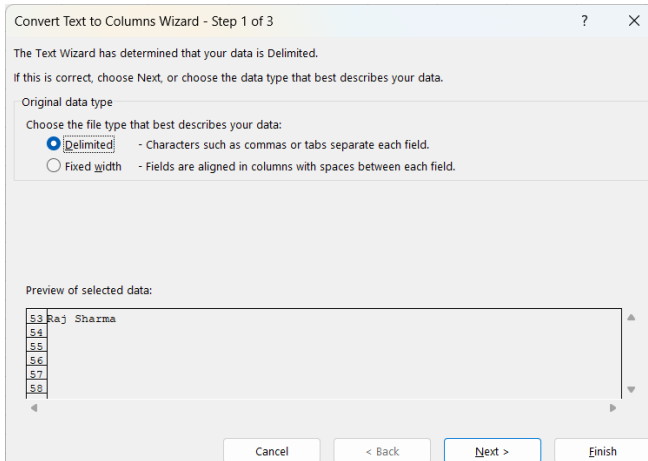 Convert Text to Columns Wizard - Step 1 of 3 ? ×
The Text Wizard has determined that your data is Delimited.
If this is correct, choose Next, or choose the data type that best describes your data.
Original data type
Choose the file type that best describes your data:
Delimited - Characters such as commas or tabs separate each field.
Fixed width - Fields are aligned in columns with spaces between each field.
Preview of selected data:
53 Raj Sharma
54
55
56
57
58
Cancel < Back Next > Finish